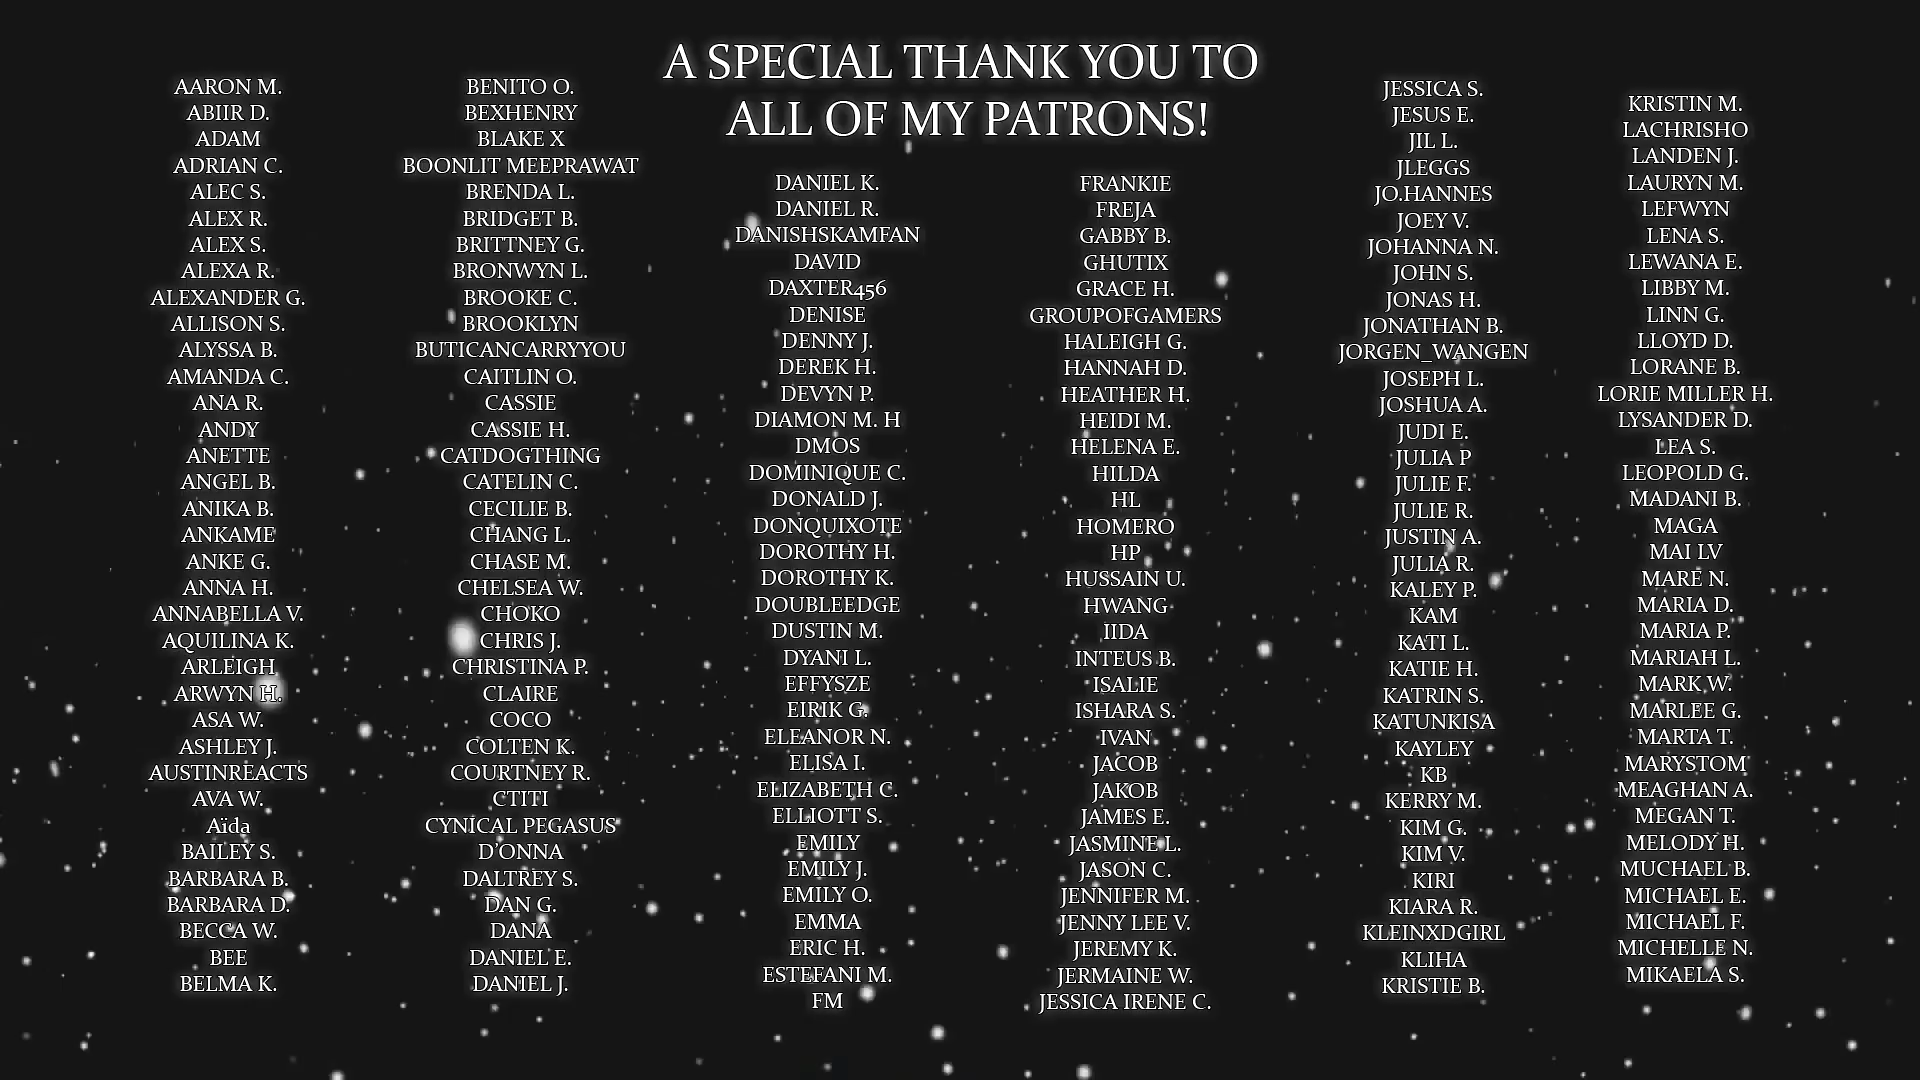 A SPECIAL THANK YOU TO
ALL OF MY PATRONS!
AARON M.
ABIIR D.
ADAM
ADRIAN C.
ALEC S.
ALEX R.
ALEX S.
ALEXA R.
ALEXANDER G.
ALLISON S.
ALYSSA B.
AMANDA C.
ANA R.
ANDY
ANETTE
ANGEL B.
ANIKA B.
ANKAME
ANKE G.
ANNA H.
ANNABELLA V.
AQUILINA K.
ARLEIGH
ARWYN H.
ASA W.
ASHLEY J.
AUSTINREACTS
AVA W.
Aïda
BAILEY S.
BARBARA B.
BARBARA D.
BECCA W.
BEE
BELMA K.
BENITO O.
BEXHENRY
BLAKE X
BOONLIT MEEPRAWAT
BRENDA L.
BRIDGET B.
BRITTNEY G.
BRONWYN L.
BROOKE C.
BROOKLYN
BUTICANCARRYYOU
CAITLIN O.
CASSIE
CASSIE H.
CATDOGTHING
CATELIN C.
CECILIE B.
CHANG L.
CHASE M.
CHELSEA W.
CHOKO
CHRIS J.
CHRISTINA P.
CLAIRE
COCO
COLTEN K.
COURTNEY R.
CTITI
CYNICAL PEGASUS
D'ONNA
DALTREY S.
DAN G.
DANA
DANIEL E.
DANIEL J.
DANIEL K.
DANIEL R.
DANISHSKAMFAN
DAVID
DAXTER456
DENISE
DENNY J.
DEREK H.
DEVYN P.
DIAMON M. H
DMOS
DOMINIQUE C.
DONALD J.
DONQUIXOTE
DOROTHY H.
DOROTHY K.
DOUBLEEDGE
DUSTIN M.
DYANI L.
EFFYSZE
EIRIK G.
ELEANOR N.
ELISA I.
ELIZABETH C.
ELLIOTT S.
EMILY
EMILY J.
EMILY O.
EMMA
ERIC H.
ESTEFANI M.
FM
FRANKIE
FREJA
GABBY B.
GHUTIX
GRACE H.
GROUPOFGAMERS
HALEIGH G.
HANNAH D.
HEATHER H.
HEIDI M.
HELENA E.
HILDA
HL
HOMERO
HP
HUSSAIN U.
HWANG
IIDA
INTEUS B.
ISALIE
ISHARA S.
IVAN
JACOB
JAKOB
JAMES E.
JASMINE L.
JASON C.
JENNIFER M.
JENNY LEE V.
JEREMY K.
JERMAINE W.
JESSICA IRENE C.
JESSICA S.
JESUS E.
JIL L.
JLEGGS
JO.HANNES
JOEY V.
JOHANNA N.
JOHN S.
JONAS H.
JONATHAN B.
JORGEN_WANGEN
JOSEPH L.
JOSHUA A.
JUDI E.
JULIA P
JULIE F.
JULIE R.
JUSTIN A.
JULIA R.
KALEY P.
KAM
KATI L.
KATIE H.
KATRIN S.
KATUNKISA
KAYLEY
KB
KERRY M.
KIM G.
KIM V.
KIRI
KIARA R.
KLEINXDGIRL
KLIHA
KRISTIE B.
KRISTIN M.
LACHRISHO
LANDEN J.
LAURYN M.
LEFWYN
LENA S.
LEWANA E.
LIBBY M.
LINN G.
LLOYD D.
LORANE B.
LORIE MILLER H.
LYSANDER D.
LEA S.
LEOPOLD G.
MADANI B.
MAGA
MAI LV
MARE N.
MARIA D.
MARIA P.
MARIAH L.
MARK W.
MARLEE G.
MARTA T.
MARYSTOM
MEAGHAN A.
MEGAN T.
MELODY H.
MUCHAEL B.
MICHAEL E.
MICHAEL F.
MICHELLE N.
MIKAELA S.